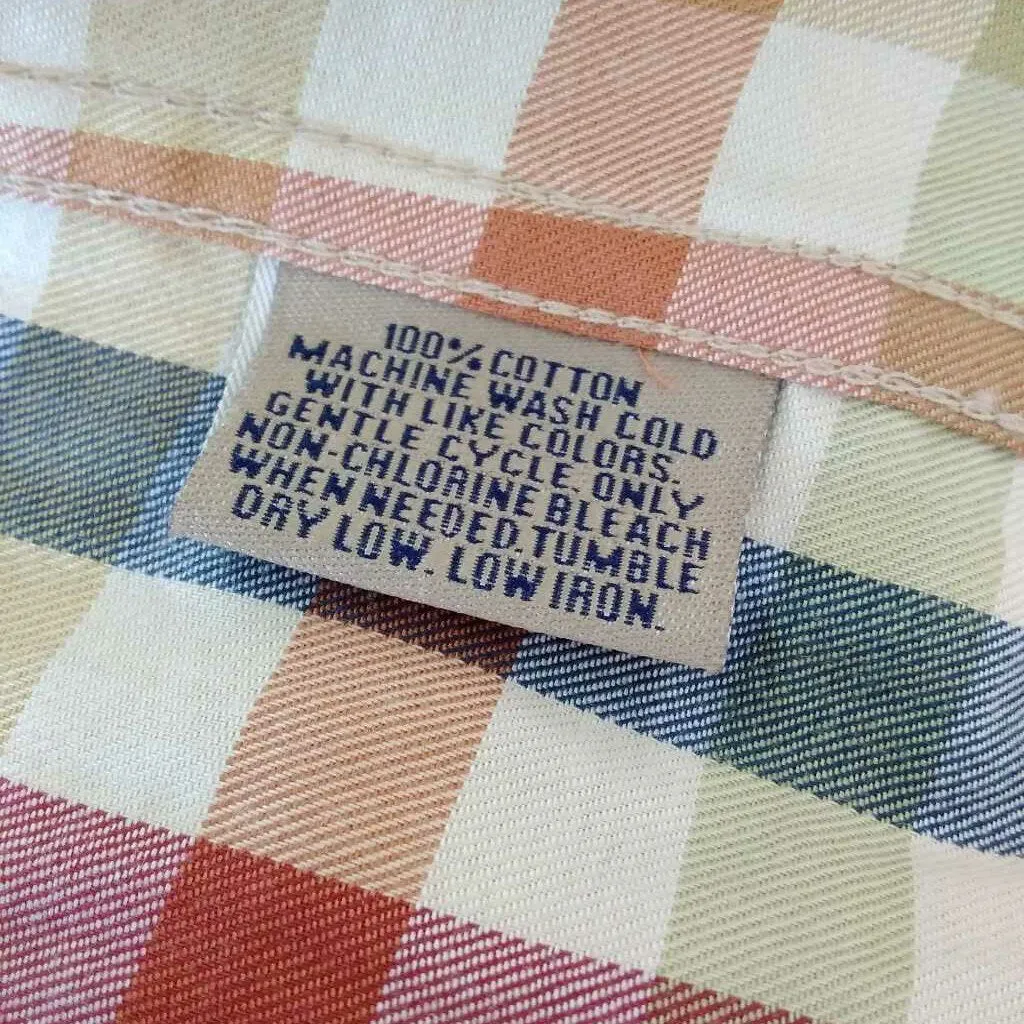 100% COTTON
MACHINE WASH COLD
WITH LIKE COLORS.
GENTLE CYCLE. ONLY
NON-CHLORINE BLEACH
WHEN NEEDED. TUMBLE
DRY LOW. LOW IRON.